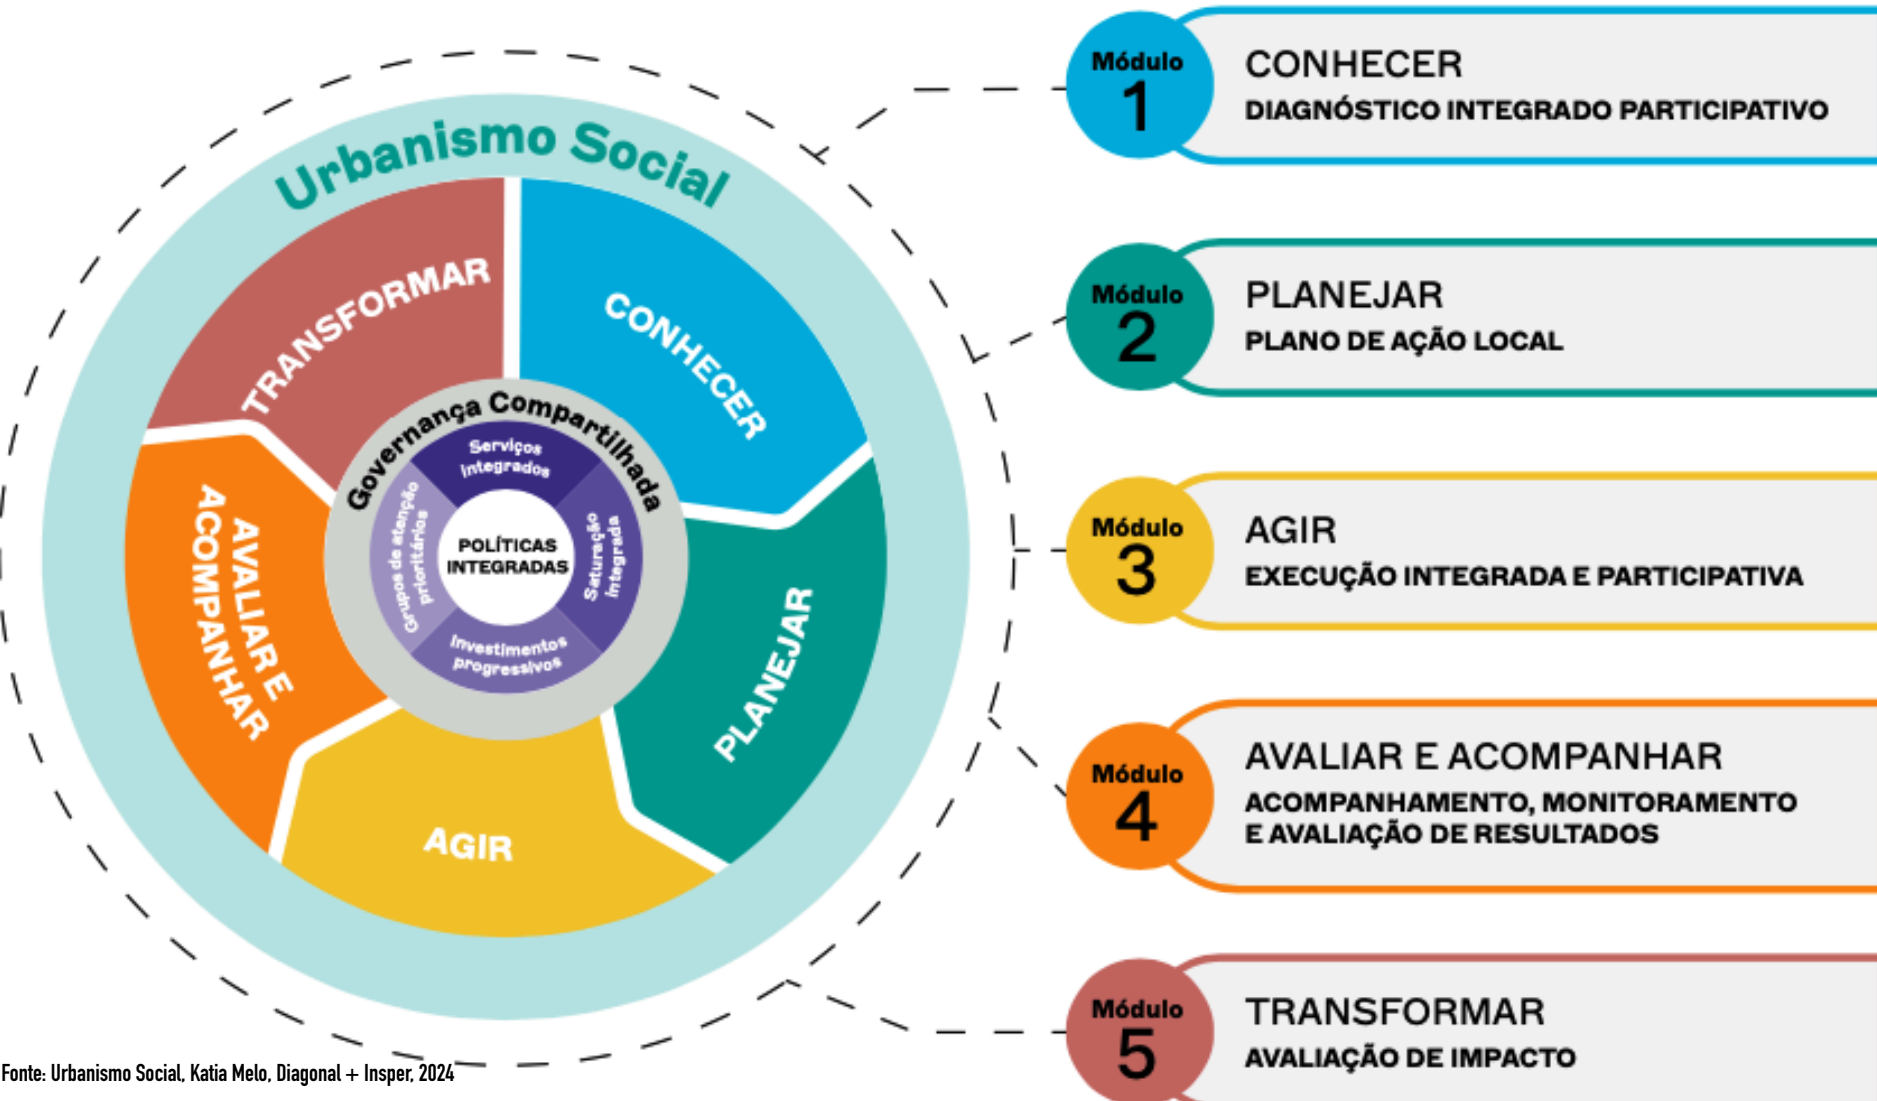 Urbanismo Social
TRANSFORMAR
CONHECER
AVALIAR E
ACOMPANHAR
PLANEJAR
AGIR
Governança Compartilhada
Serviços
integrados
Grupos de atenção
prioritários
POLÍTICAS
INTEGRADAS
Saturação
integrada
Investimentos
progressivos
Módulo
1
CONHECER
DIAGNÓSTICO INTEGRADO PARTICIPATIVO
Módulo
2
PLANEJAR
PLANO DE AÇÃO LOCAL
Módulo
3
AGIR
EXECUÇÃO INTEGRADA E PARTICIPATIVA
Módulo
4
AVALIAR E ACOMPANHAR
ACOMPANHAMENTO, MONITORAMENTO
E AVALIAÇÃO DE RESULTADOS
Módulo
5
TRANSFORMAR
AVALIAÇÃO DE IMPACTO
Fonte: Urbanismo Social, Katia Melo, Diagonal + Insper, 2024